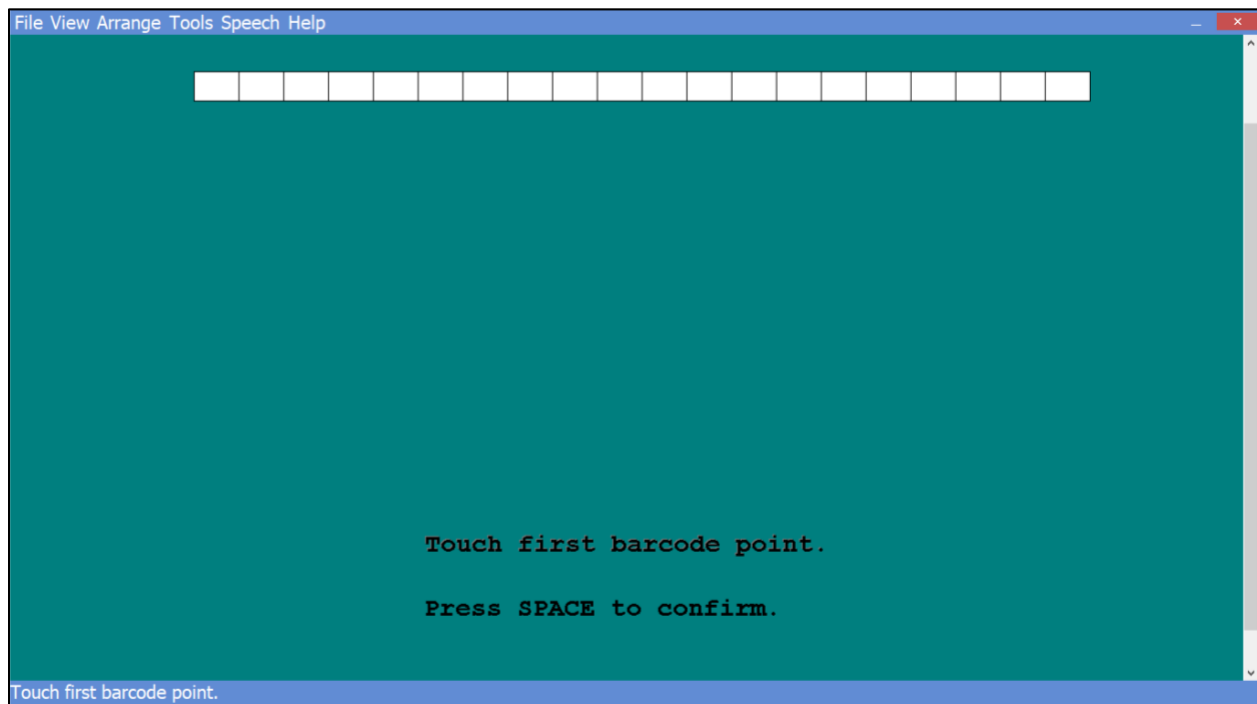 File View Arrange Tools Speech Help
Touch first barcode point.
Press SPACE to confirm.
Touch first barcode point.